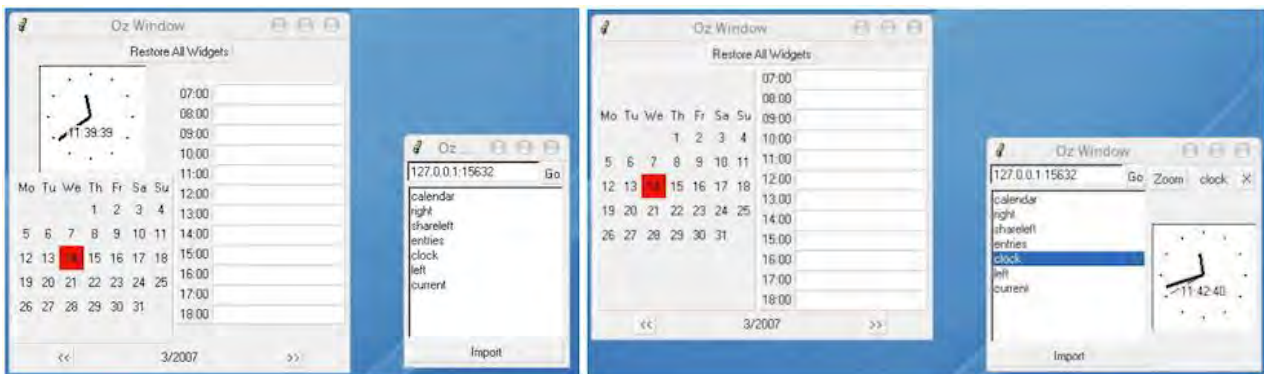 Oz Window
Restore All Widgets
11:39:39
Mo Tu We Th Fr Sa Su
1 2 3 4
5 6 7 8 9 10 11
12 13 14 15 16 17 18
19 20 21 22 23 24 25
26 27 28 29 30 31
07:00
08:00
09:00
10:00
11:00
12:00
13:00
14:00
15:00
16:00
17:00
18:00
<< 3/2007 >>
Oz ...
127.0.0.1:15632 Go
calendar
right
shareleft
entries
clock
left
current
Import
Oz Window
Restore All Widgets
Mo Tu We Th Fr Sa Su
1 2 3 4
5 6 7 8 9 10 11
12 13 14 15 16 17 18
19 20 21 22 23 24 25
26 27 28 29 30 31
07:00
08:00
09:00
10:00
11:00
12:00
13:00
14:00
15:00
16:00
17:00
18:00
<< 3/2007 >>
Oz Window
127.0.0.1:15632 Go Zoom clock X
calendar
right
shareleft
entries
clock
left
current
11:42:40
Import